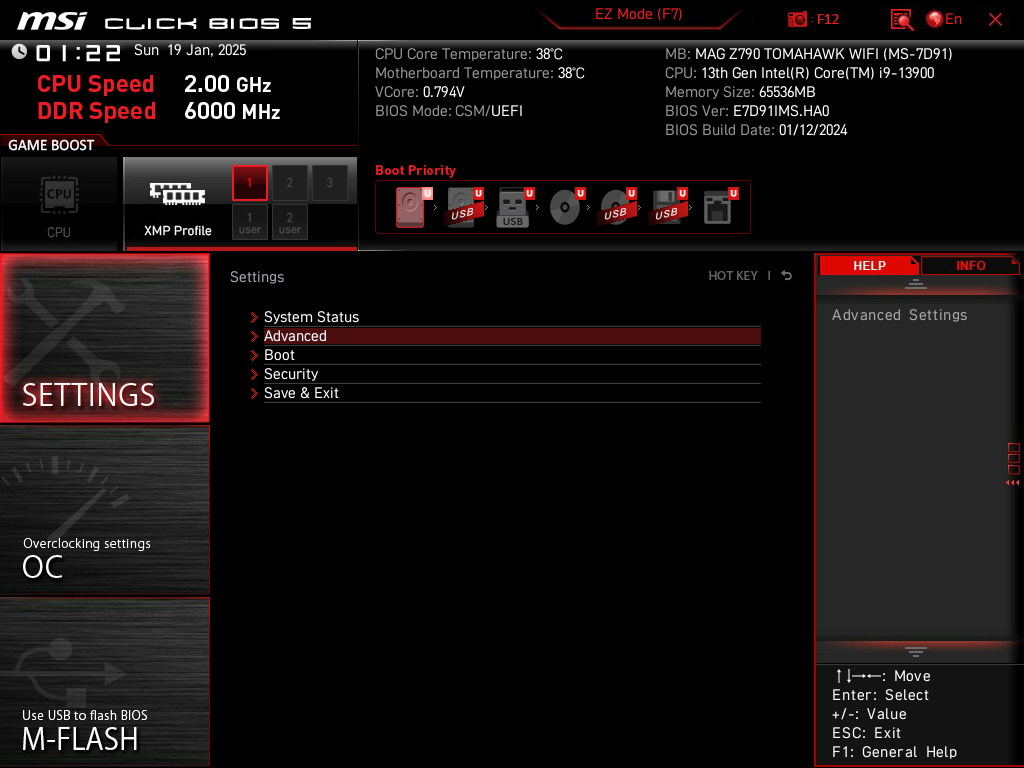 msi CLICK BIOS 5
EZ Mode (F7)
: F12
En
01:22 Sun 19 Jan, 2025
CPU Speed 2.00 GHz
DDR Speed 6000 MHz
CPU Core Temperature: 38°C
Motherboard Temperature: 38°C
VCore: 0.794V
BIOS Mode: CSM/UEFI
MB: MAG Z790 TOMAHAWK WIFI (MS-7D91)
CPU: 13th Gen Intel(R) Core(TM) i9-13900
Memory Size: 65536MB
BIOS Ver: E7D91IMS.HA0
BIOS Build Date: 01/12/2024
GAME BOOST
CPU
CPU
XMP Profile
1 2 3
1 user
2 user
Boot Priority
U U U U U U
USB USB USB USB
SETTINGS
Overclocking settings
OC
Use USB to flash BIOS
M-FLASH
Settings
HOT KEY |
System Status
Advanced
Boot
Security
Save & Exit
HELP INFO
Advanced Settings
↑↓→←: Move
Enter: Select
+/-: Value
ESC: Exit
F1: General Help